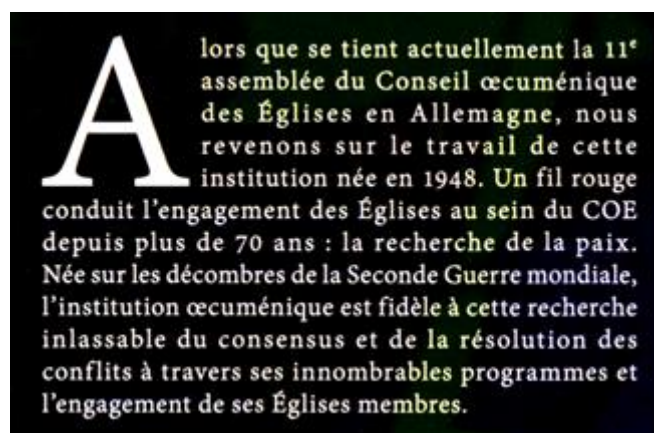 Alors que se tient actuellement la 11e
assemblée du Conseil œcuménique
des Églises en Allemagne, nous
revenons sur le travail de cette
institution née en 1948. Un fil rouge
conduit l'engagement des Églises au sein du COE
depuis plus de 70 ans : la recherche de la paix.
Née sur les décombres de la Seconde Guerre mondiale,
l'institution œcuménique est fidèle à cette recherche
inlassable du consensus et de la résolution des
conflits à travers ses innombrables programmes et
l'engagement de ses Églises membres.